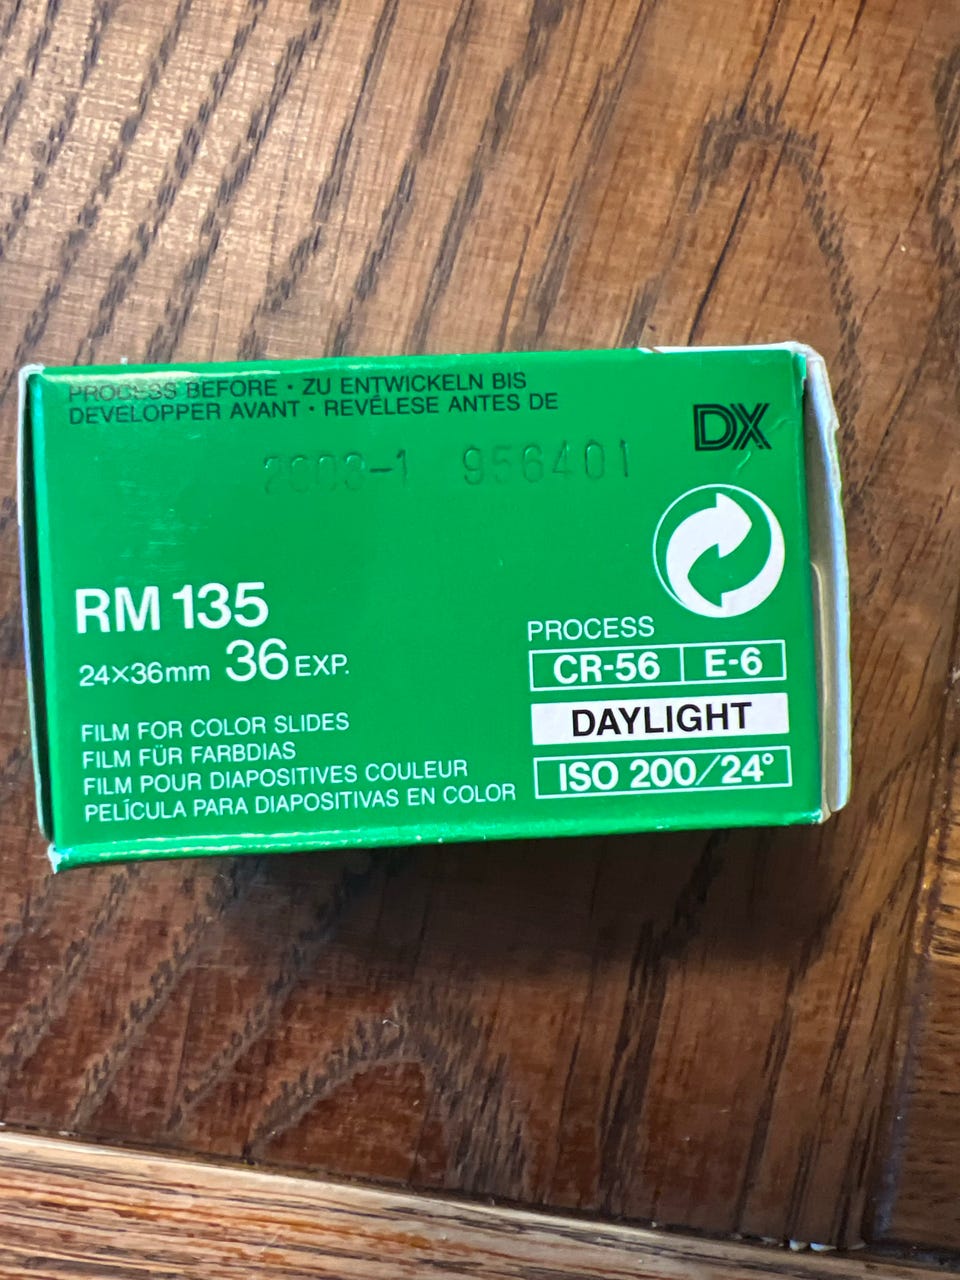 PROCESS BEFORE · ZU ENTWICKELN BIS
DEVELOPPER AVANT · REVÉLESE ANTES DE
DX
2003-1 956401
RM 135
24×36mm 36 EXP.
FILM FOR COLOR SLIDES
FILM FÜR FARBDIAS
FILM POUR DIAPOSITIVES COULEUR
PELÍCULA PARA DIAPOSITIVAS EN COLOR
PROCESS
CR-56 E-6
DAYLIGHT
ISO 200/24°